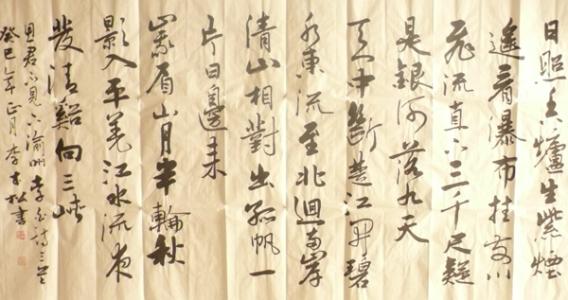 日照香爐生紫煙
遙看瀑布挂前川
飛流直下三千尺疑
是銀河落九天
天門中斷楚江開碧
水東流至北迴兩岸
清山相對出孤帆一
片日邊來
峨眉山月半輪秋
影入平羌江水流夜
發清谿向三峽
思君不見下渝州李白詩三首
癸巳年正月李松書